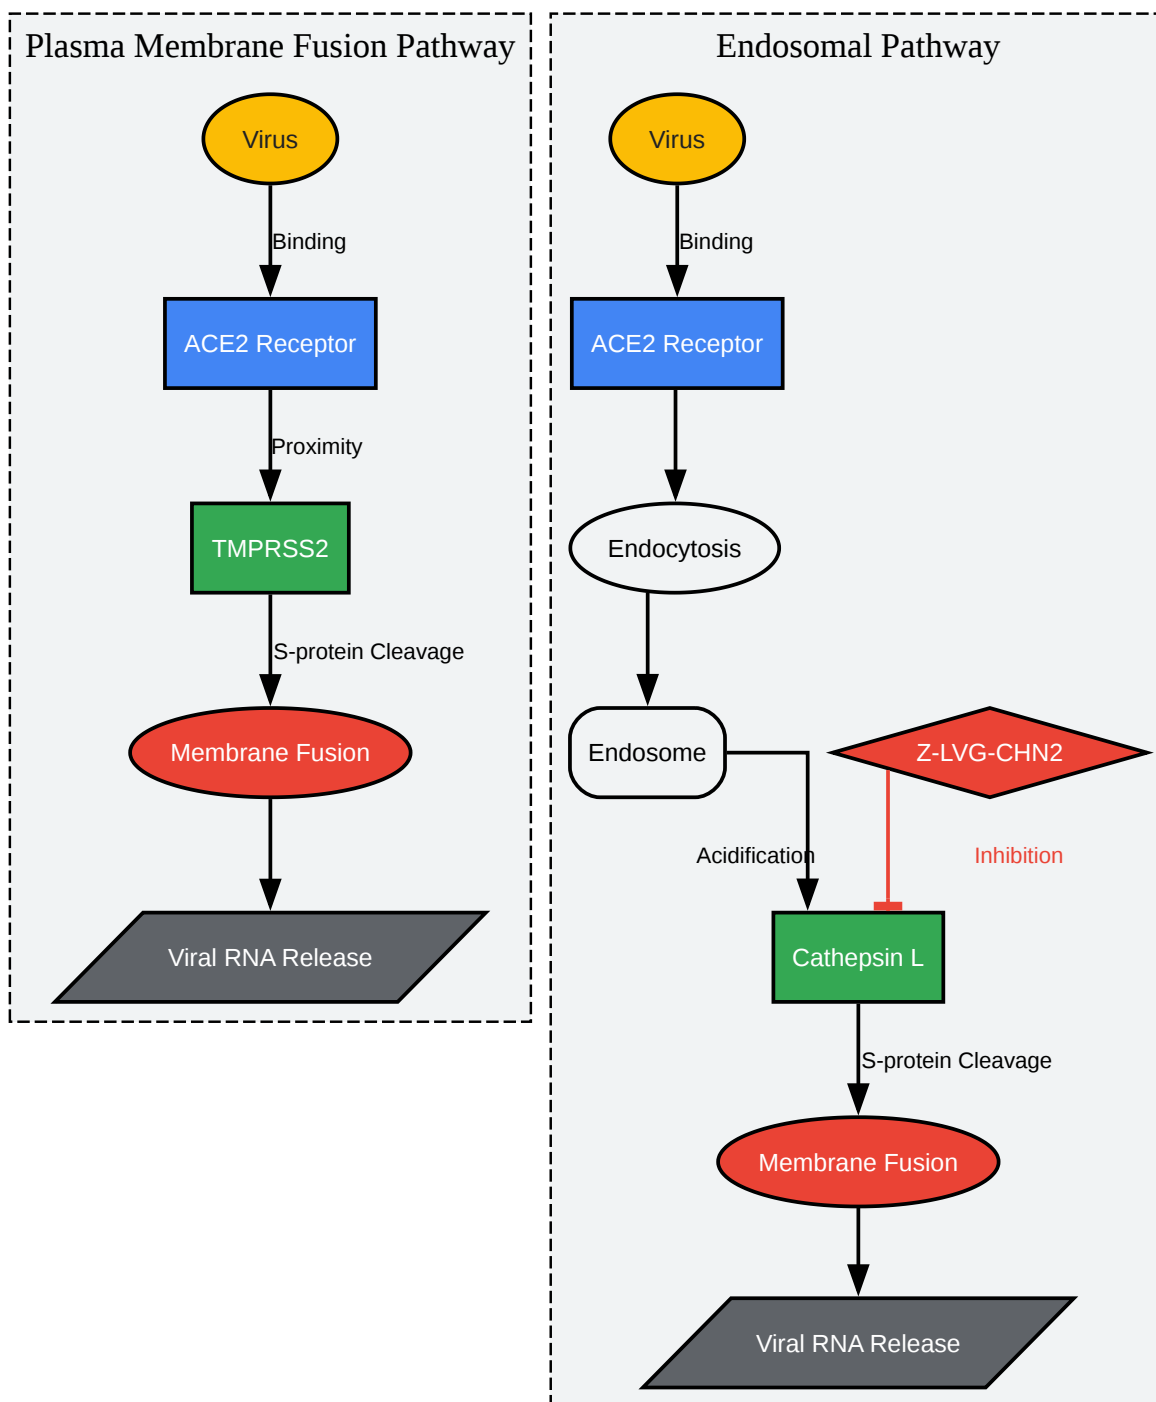 Plasma Membrane Fusion Pathway
Virus
Binding
ACE2 Receptor
Proximity
TMPRSS2
S-protein Cleavage
Membrane Fusion
Viral RNA Release
Endosomal Pathway
Virus
Binding
ACE2 Receptor
Endocytosis
Endosome
Z-LVG-CHN2
Acidification
Inhibition
Cathepsin L
S-protein Cleavage
Membrane Fusion
Viral RNA Release